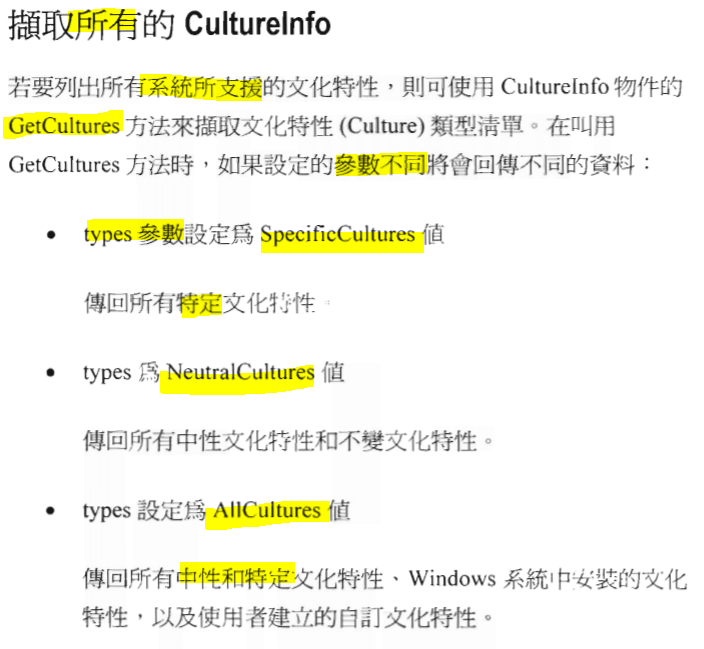 擷取所有的 CultureInfo
若要列出所有系統所支援的文化特性，則可使用 CultureInfo 物件的
GetCultures 方法來擷取文化特性 (Culture) 類型清單。在叫用
GetCultures 方法時，如果設定的參數不同將會回傳不同的資料：
• types 參數設定爲 SpecificCultures 值
傳回所有特定文化特性。
• types 爲 NeutralCultures 值
傳回所有中性文化特性和不變文化特性。
• types 設定爲 AllCultures 值
傳回所有中性和特定文化特性、Windows 系統中安裝的文化
特性，以及使用者建立的自訂文化特性。